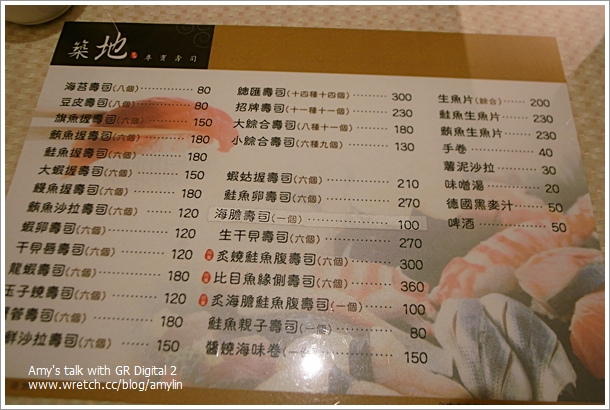 築地 專賣壽司
海苔壽司(八個) 80
豆皮壽司(六個) 80
旗魚握壽司(六個) 150
鮪魚握壽司(六個) 180
鮭魚握壽司(六個) 180
大蝦握壽司(六個) 150
鰻魚握壽司(六個) 180
鮪魚沙拉壽司(六個) 120
蝦卵壽司(六個) 120
干貝唇壽司(六個) 120
龍蝦壽司(六個) 180
玉子燒壽司(六個) 120
管壽司(六個) 180
鮮沙拉壽司(六個) 150
總匯壽司(十四種十四個) 300
招牌壽司(十一種十一個) 230
大綜合壽司(八種十一個) 180
小綜合壽司(六種九個) 130
蝦蛄握壽司(六個) 210
鮭魚卵壽司(六個) 270
海膽壽司(一個) 100
生干貝壽司(六個) 270
炙燒鮭魚腹壽司(六個) 300
比目魚緣側壽司(六個) 360
炙海膽鮭魚腹壽司(一個) 100
鮭魚親子壽司(一個) 80
醬燒海味卷(一個) 150
生魚片(綜合) 200
鮭魚生魚片 230
鮪魚生魚片 230
手卷 40
薯泥沙拉 30
味噌湯 20
德國黑麥汁 50
啤酒 50
Amy's talk with GR Digital 2
www.wretch.cc/blog/amylin